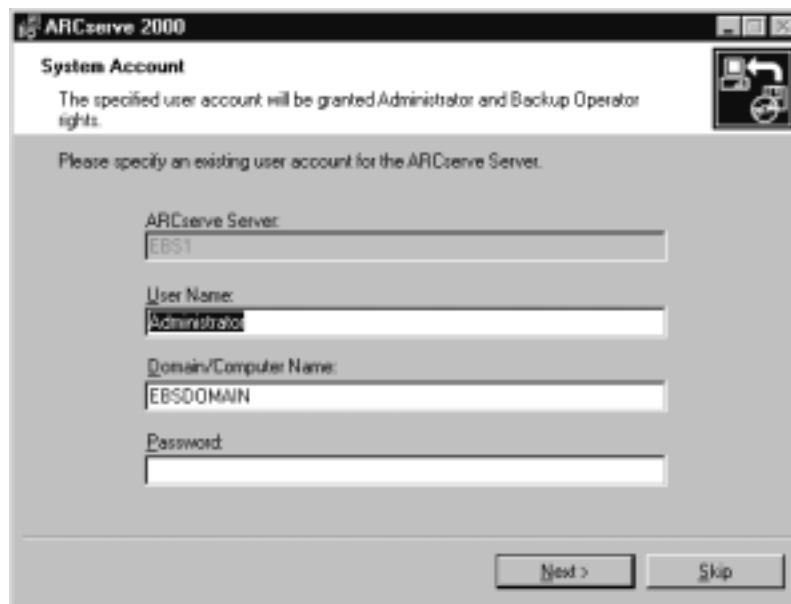 ARCserve 2000
System Account
The specified user account will be granted Administrator and Backup Operator
rights.
Please specify an existing user account for the ARCserve Server.
ARCserve Server:
EBS1
User Name:
Administrator
Domain/Computer Name:
EBSDOMAIN
Password:
Next >
Skip